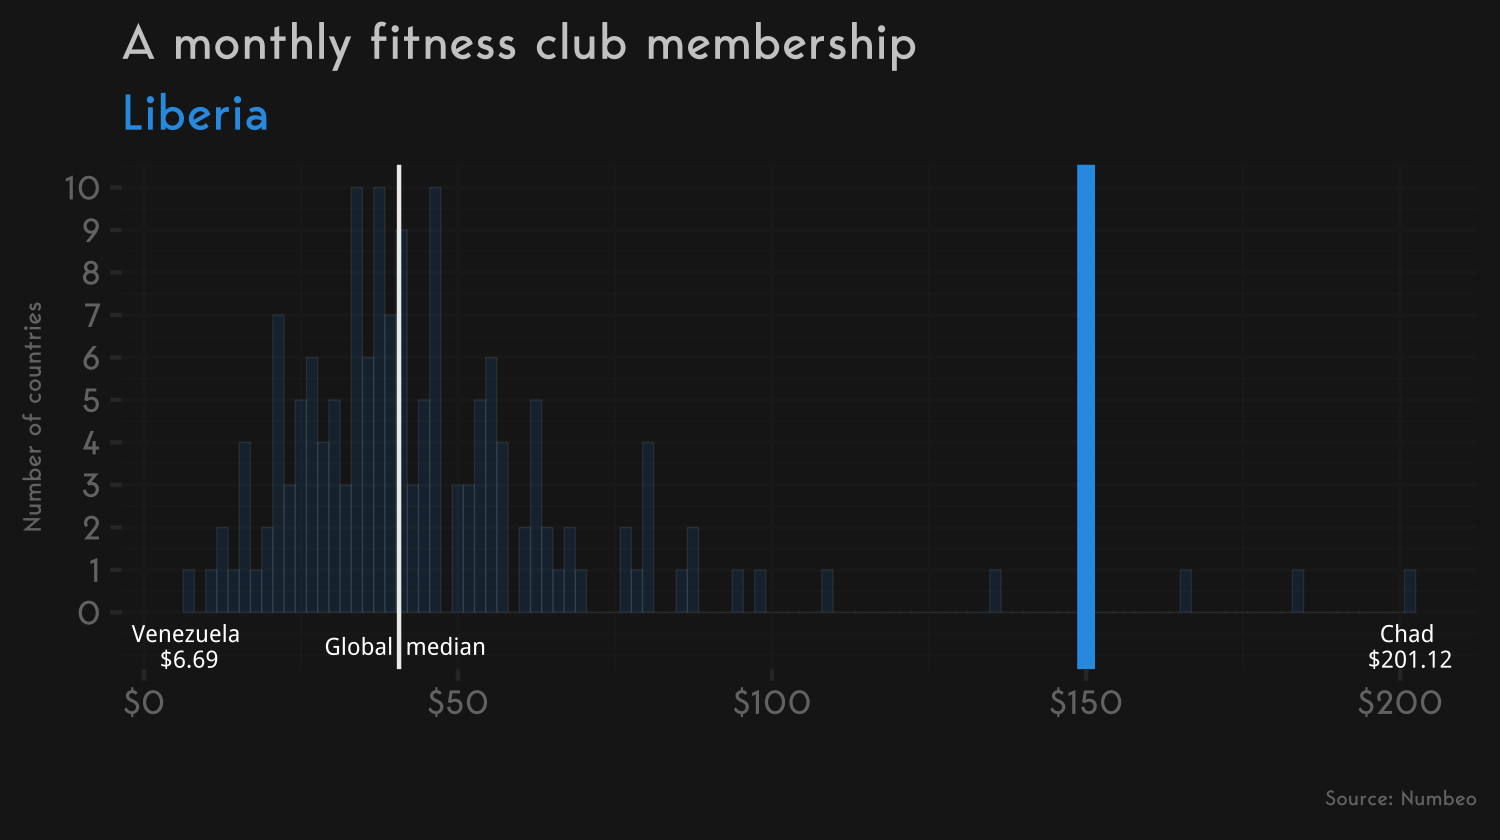 A monthly fitness club membership
Liberia
Number of countries
10
9
8
7
6
5
4
3
2
1
0
Venezuela
$6.69
Global median
Chad
$201.12
$0 $50 $100 $150 $200
Source: Numbeo